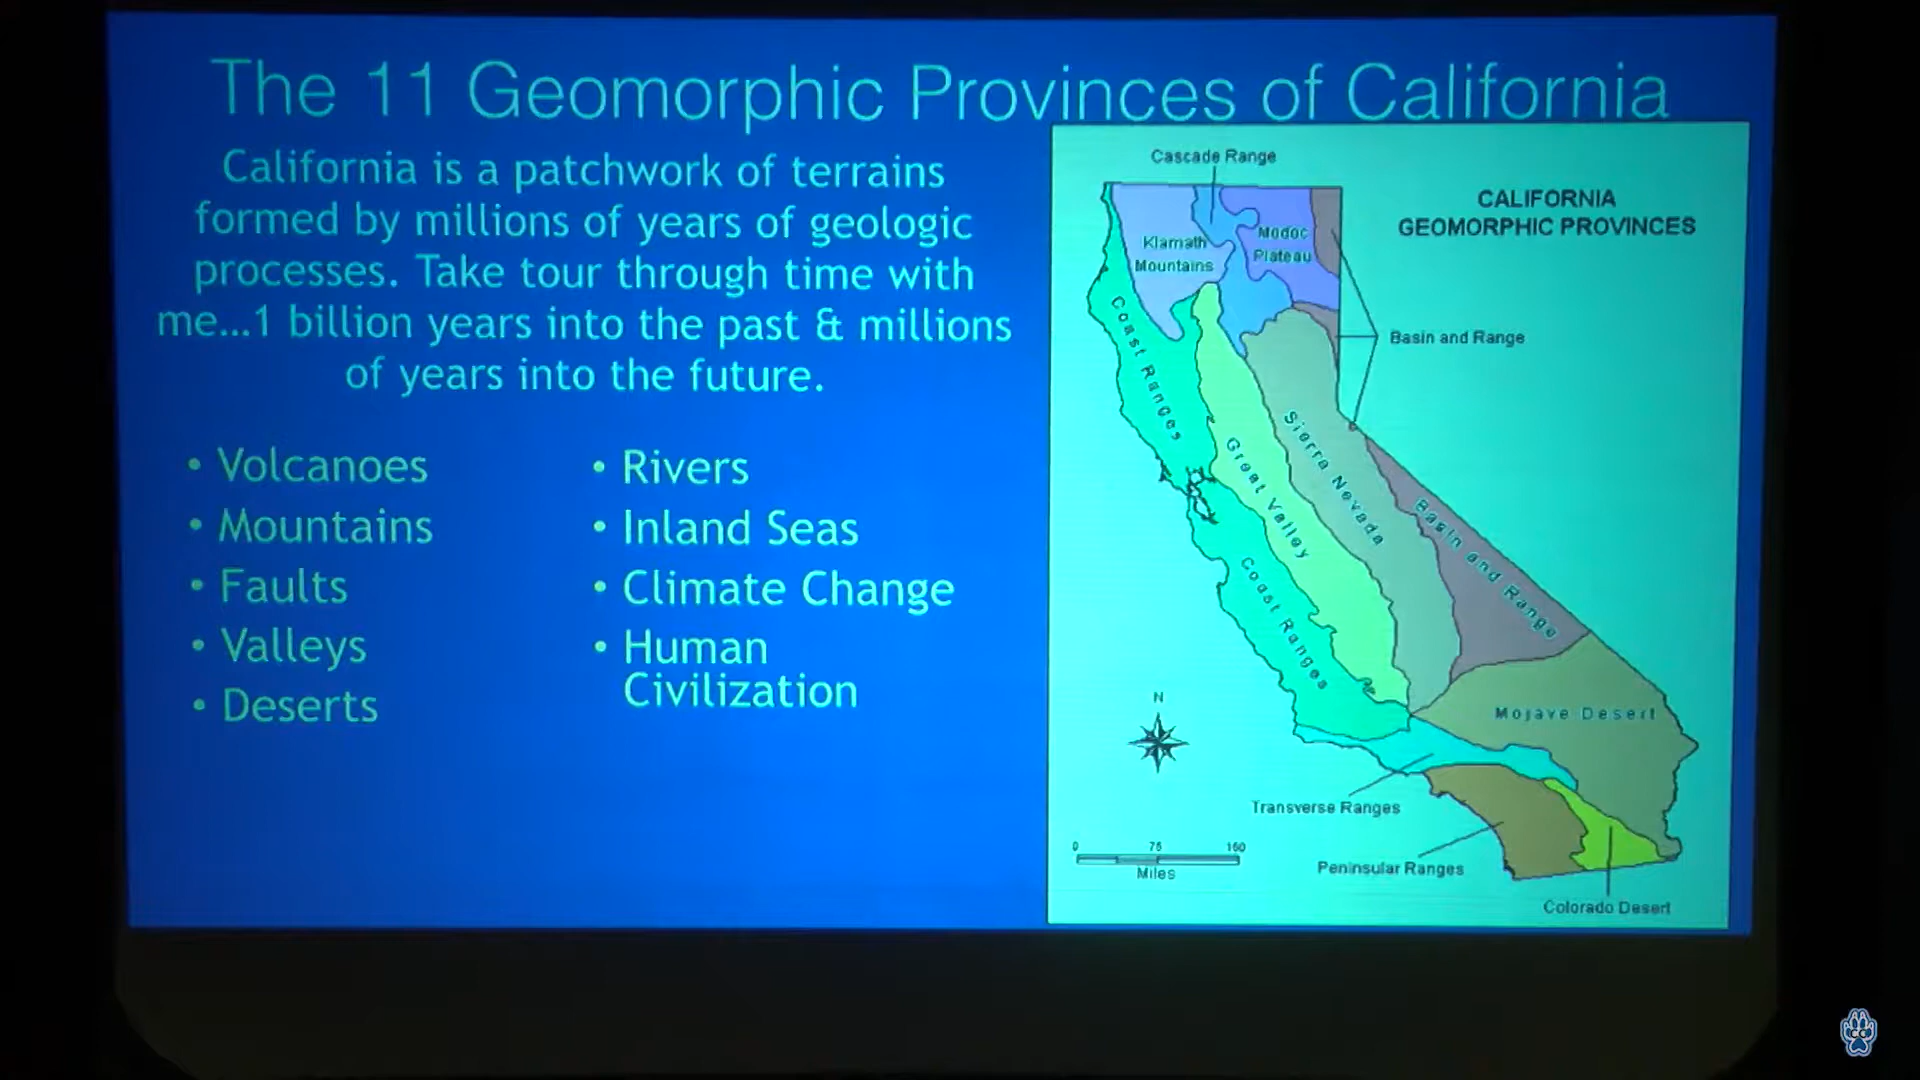 The 11 Geomorphic Provinces of California
California is a patchwork of terrains
formed by millions of years of geologic
processes. Take tour through time with
me...1 billion years into the past & millions
of years into the future.
• Volcanoes
• Mountains
• Faults
• Valleys
• Deserts
• Rivers
• Inland Seas
• Climate Change
• Human
Civilization
CALIFORNIA
GEOMORPHIC PROVINCES
Cascade Range
Klamath
Mountains
Modoc
Plateau
Basin and Range
Coast Ranges
Great Valley
Sierra Nevada
Basin and Range
Coast Ranges
Mojave Desert
N
Transverse Ranges
Peninsular Ranges
Colorado Desert
0 75 150
Miles